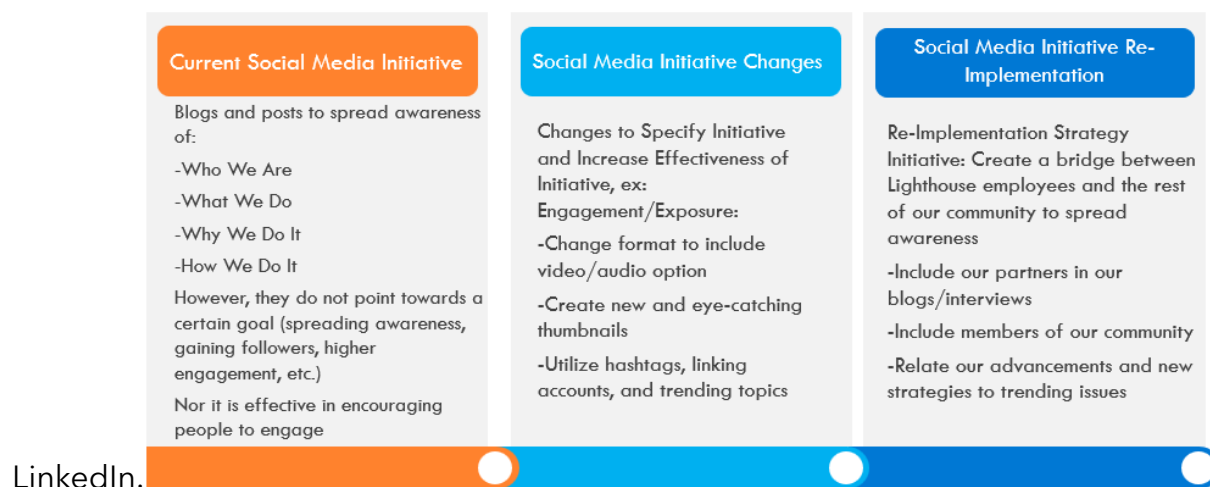 Current Social Media Initiative
Blogs and posts to spread awareness
of:
-Who We Are
-What We Do
-Why We Do It
-How We Do It
However, they do not point towards a
certain goal (spreading awareness,
gaining followers, higher
engagement, etc.)
Nor it is effective in encouraging
people to engage
Social Media Initiative Changes
Changes to Specify Initiative
and Increase Effectiveness of
Initiative, ex:
Engagement/Exposure:
-Change format to include
video/audio option
-Create new and eye-catching
thumbnails
-Utilize hashtags, linking
accounts, and trending topics
Social Media Initiative Re-
Implementation
Re-Implementation Strategy
Initiative: Create a bridge between
Lighthouse employees and the rest
of our community to spread
awareness
-Include our partners in our
blogs/interviews
-Include members of our community
-Relate our advancements and new
strategies to trending issues
LinkedIn.